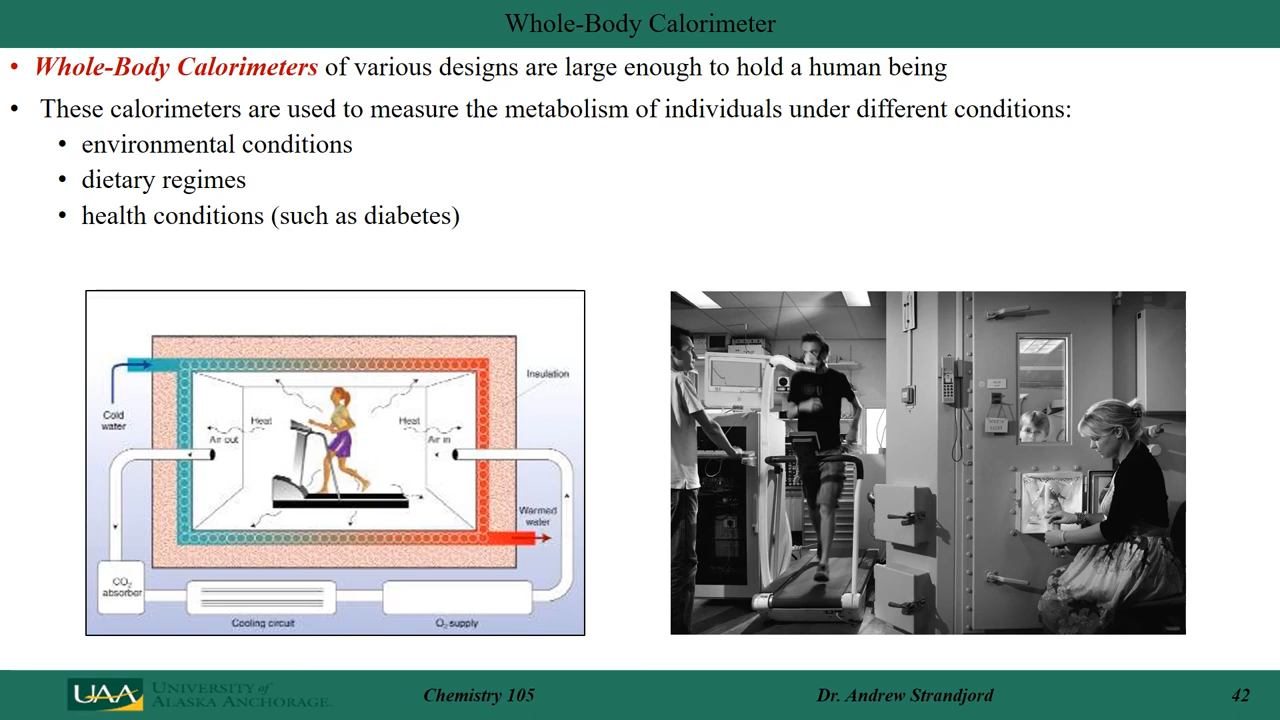 Whole-Body Calorimeter
• Whole-Body Calorimeters of various designs are large enough to hold a human being
• These calorimeters are used to measure the metabolism of individuals under different conditions:
• environmental conditions
• dietary regimes
• health conditions (such as diabetes)
Insulation
Cold
water
Heat
Heat
Air out
Air in
Warmed
water
CO₂
absorber
Cooling circuit
O₂ supply
UAA
UNIVERSITY of
ALASKA ANCHORAGE.
Chemistry 105
Dr. Andrew Strandjord
42